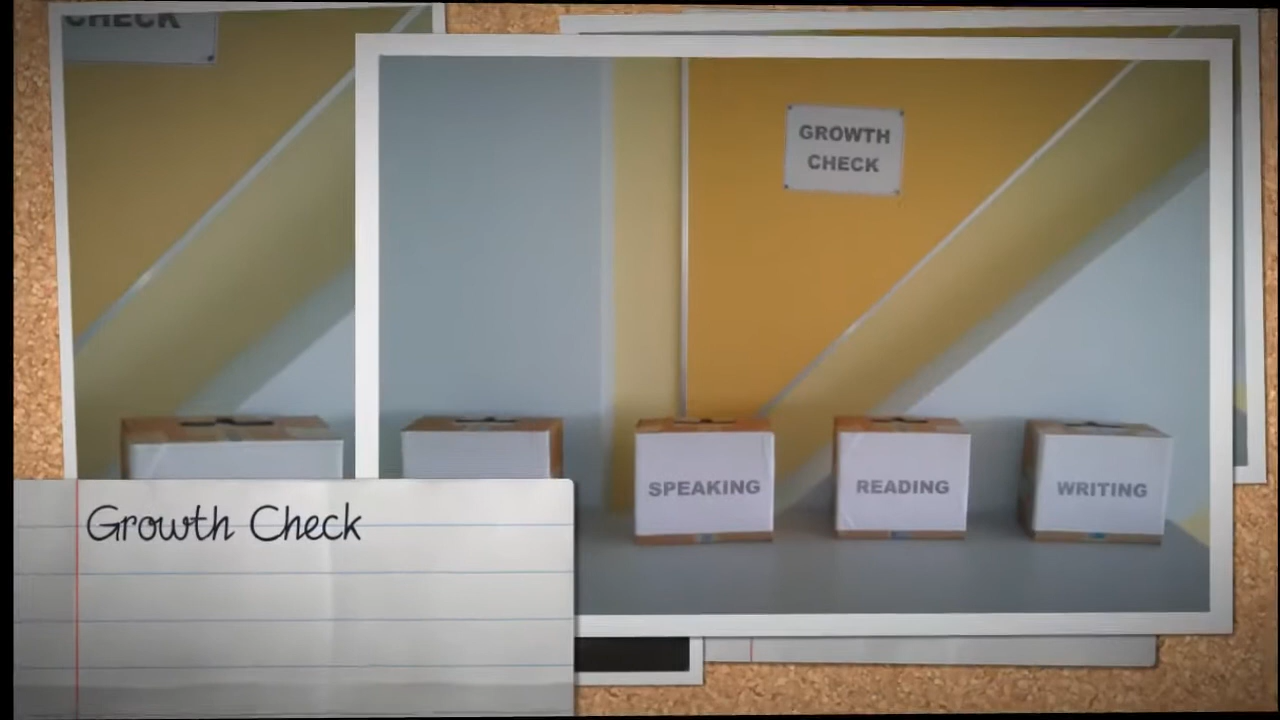 CHECK
GROWTH
CHECK
SPEAKING
READING
WRITING
Growth Check